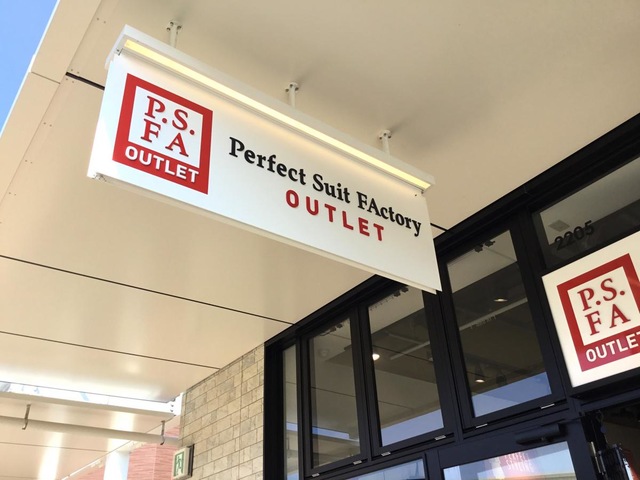 P.S.
FA
OUTLET
Perfect Suit FActory
OUTLET
2205
P.S.
FA
OUTLET